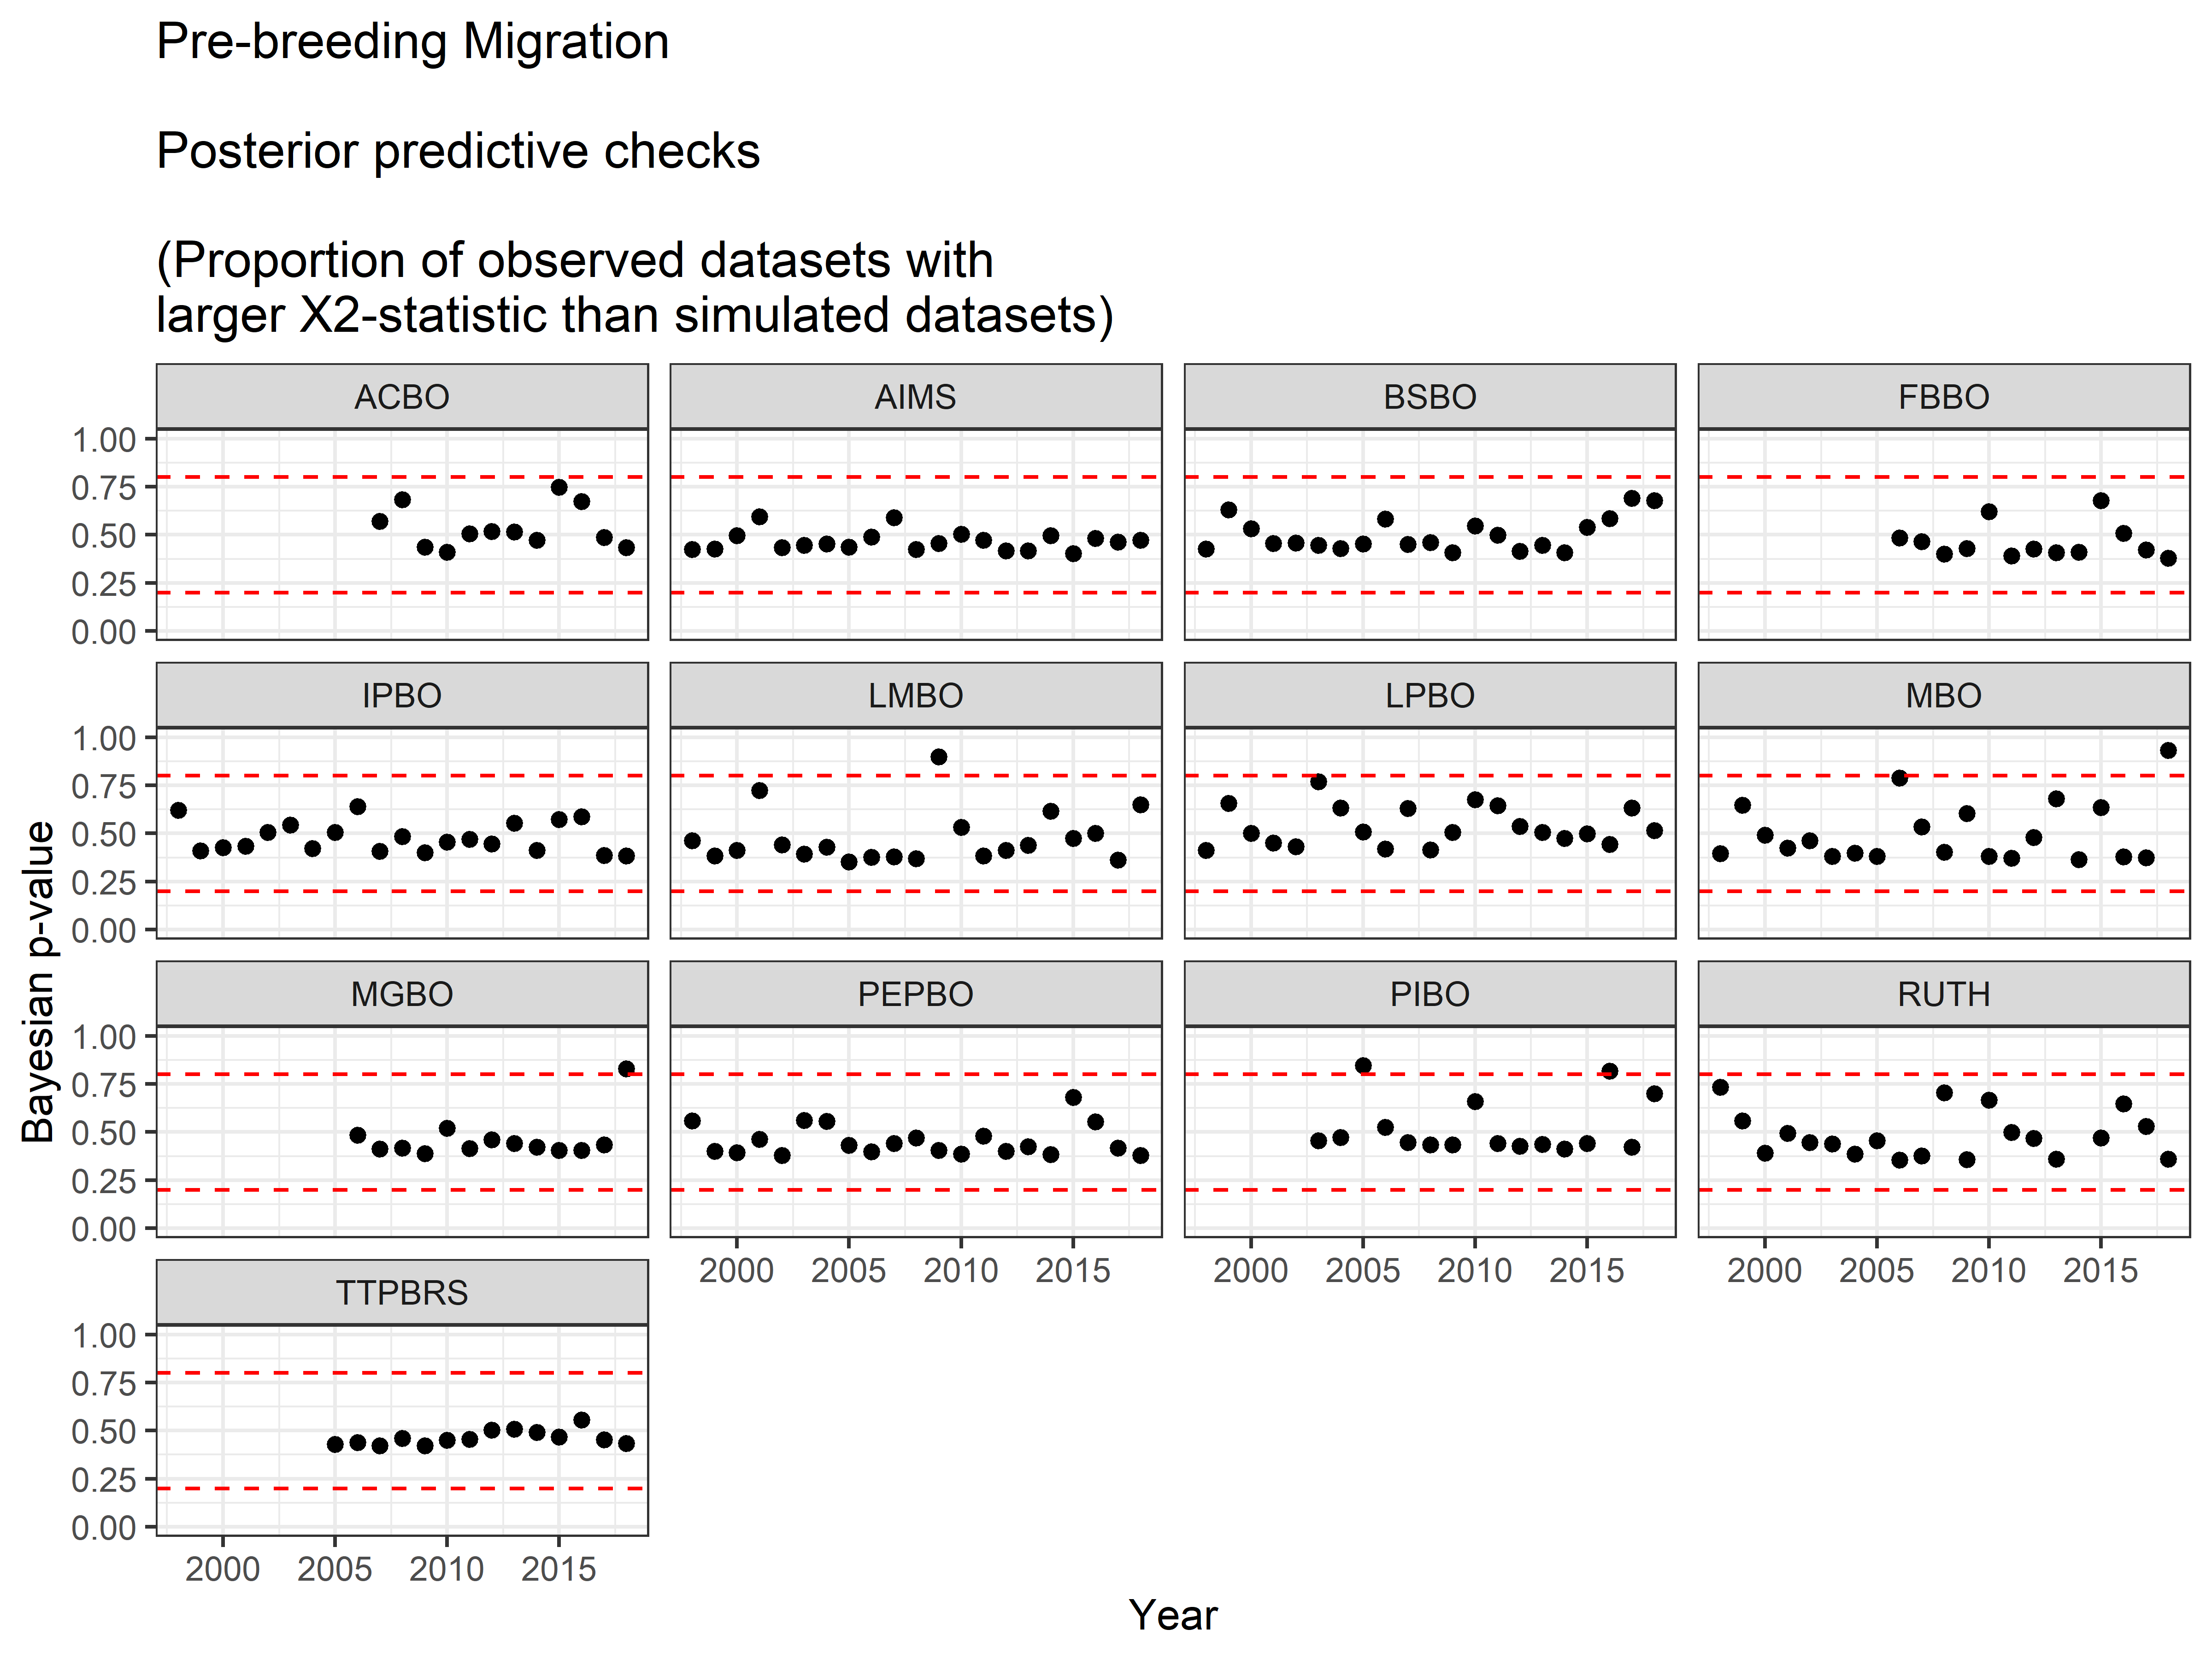 Pre-breeding Migration
Posterior predictive checks
(Proportion of observed datasets with
larger X2-statistic than simulated datasets)
ACBO AIMS BSBO FBBO
1.00
0.75
0.50
0.25
0.00
IPBO LMBO LPBO MBO
1.00
0.75
0.50
0.25
0.00
Bayesian p-value
MGBO PEPBO PIBO RUTH
1.00
0.75
0.50
0.25
0.00
2000 2005 2010 2015 2000 2005 2010 2015 2000 2005 2010 2015
TTPBRS
1.00
0.75
0.50
0.25
0.00
2000 2005 2010 2015
Year